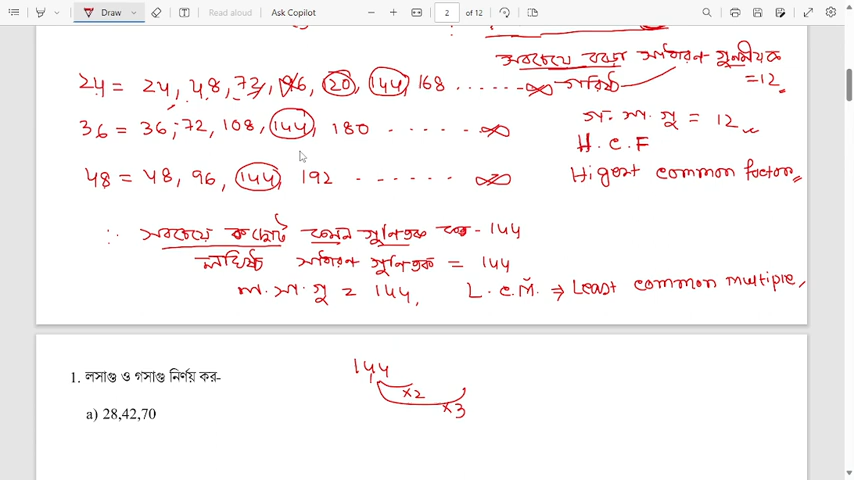 Draw Read aloud Ask Copilot 2 of 12
সবচেয়ে বড়ো সাধারণ গুণনীয়ক
= 12
গরিষ্ঠ
24 = 24, 48, 72, 96, 120, 144, 168 ........ ∞
গ. সা. গু = 12
36 = 36, 72, 108, 144, 180 ...... ∞
H. C. F
Higest common factor
48 = 48, 96, 144, 192 ....... ∞
∴ সবচেয়ে ছোট গুণিতক - 144
লঘিষ্ঠ সাধারণ গুণিতক = 144
ল. সা. গু = 144, L. C. M. ⇒ Least common multiple,
1. লসাগু ও গসাগু নির্ণয় কর-
144
×2
×3
a) 28,42,70